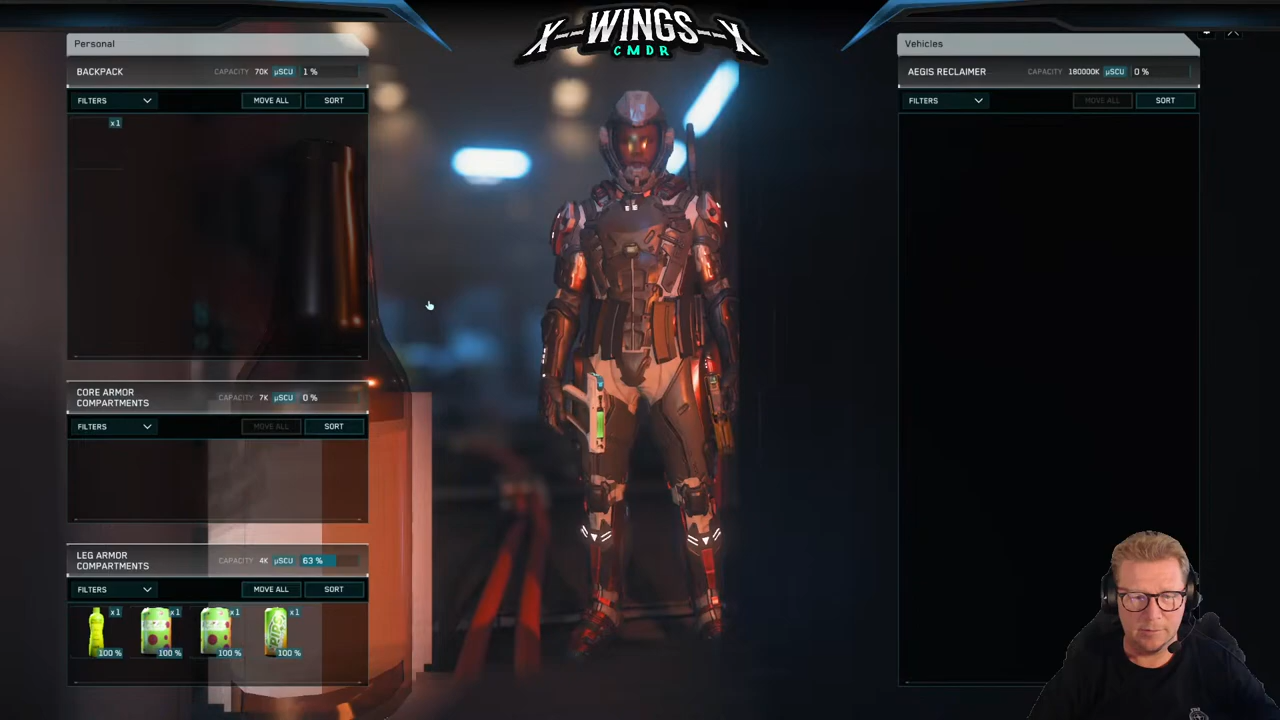 X--WINGS--X
CMDR
Personal
BACKPACK CAPACITY 70K µSCU 1 %
FILTERS MOVE ALL SORT
x1
CORE ARMOR
COMPARTMENTS
CAPACITY 7K µSCU 0 %
FILTERS MOVE ALL SORT
LEG ARMOR
COMPARTMENTS
CAPACITY 4K µSCU 63 %
FILTERS MOVE ALL SORT
x1 x1 x1 x1
100 % 100 % 100 % 100 %
Vehicles
AEGIS RECLAIMER CAPACITY 180000K µSCU 0 %
FILTERS MOVE ALL SORT